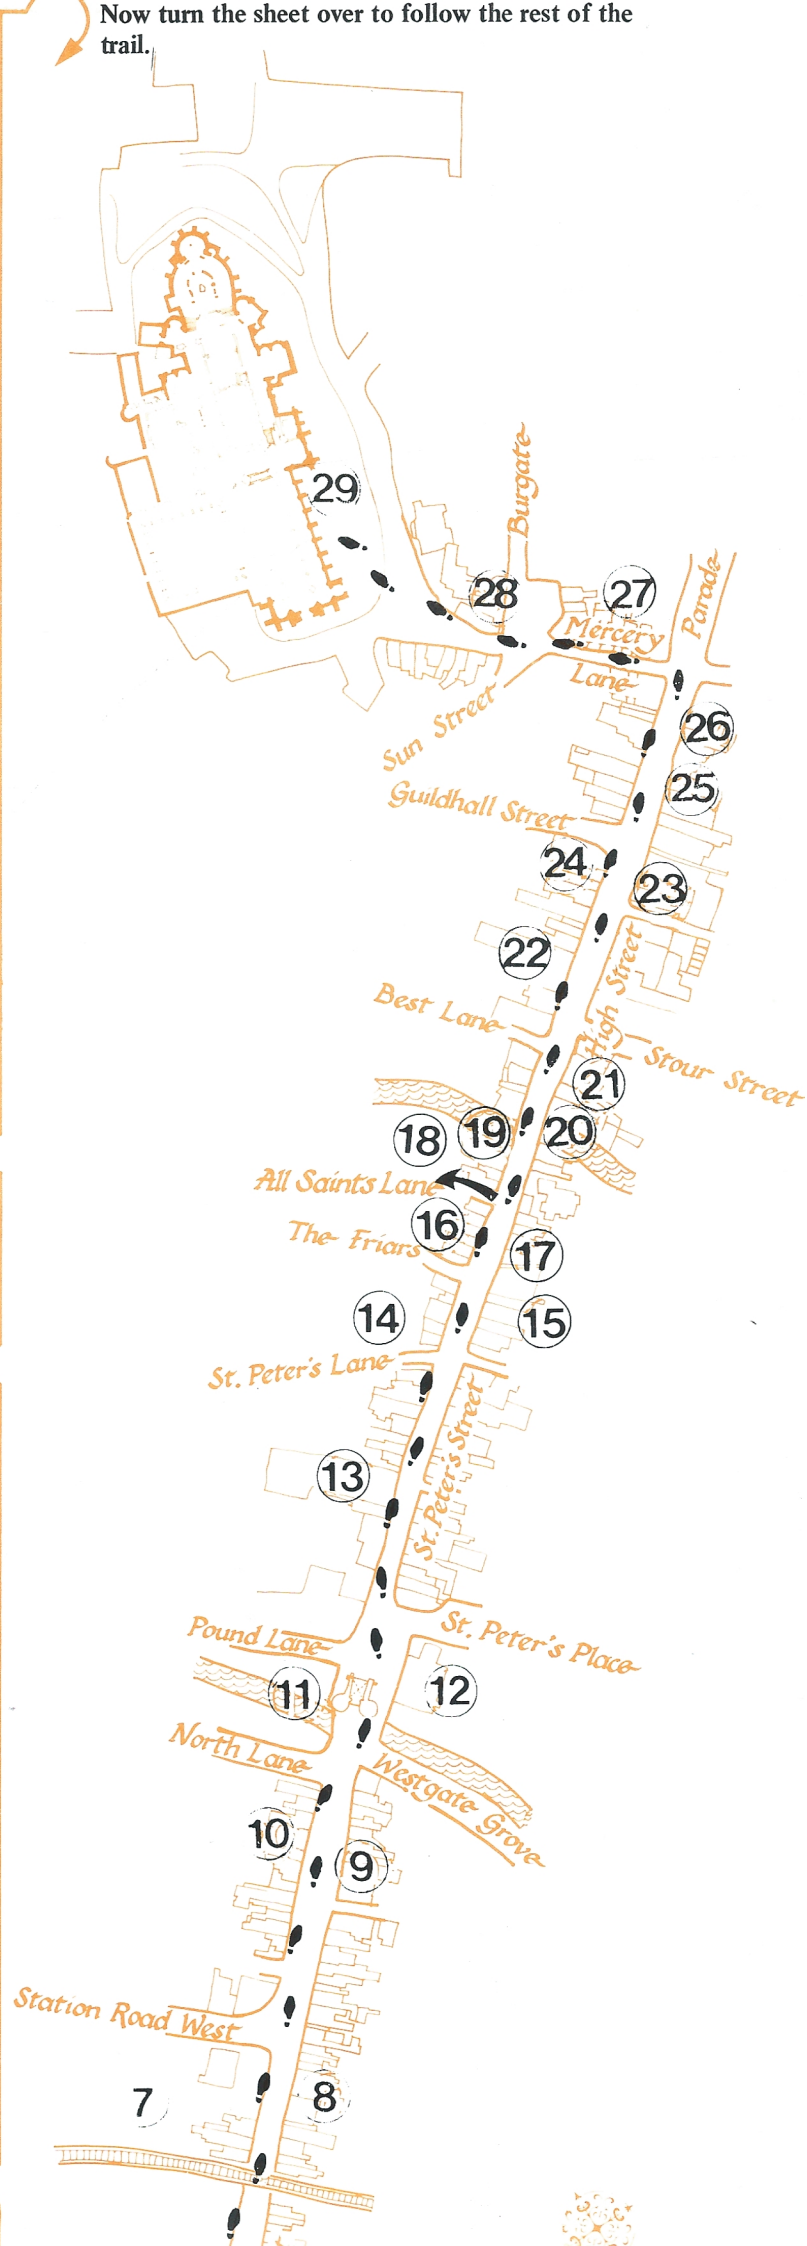 Now turn the sheet over to follow the rest of the
trail.
29
Burgate
28
27
Parade
Mercery
Lane
Sun Street
26
25
Guildhall Street
24
23
22
High Street
Best Lane
Stour Street
21
18
19
20
All Saints Lane
16
The Friars
17
14
15
St. Peter's Lane
St. Peter's Street
13
Pound Lane
St. Peter's Place
11
12
North Lane
Westgate Grove
10
9
Station Road West
7
8